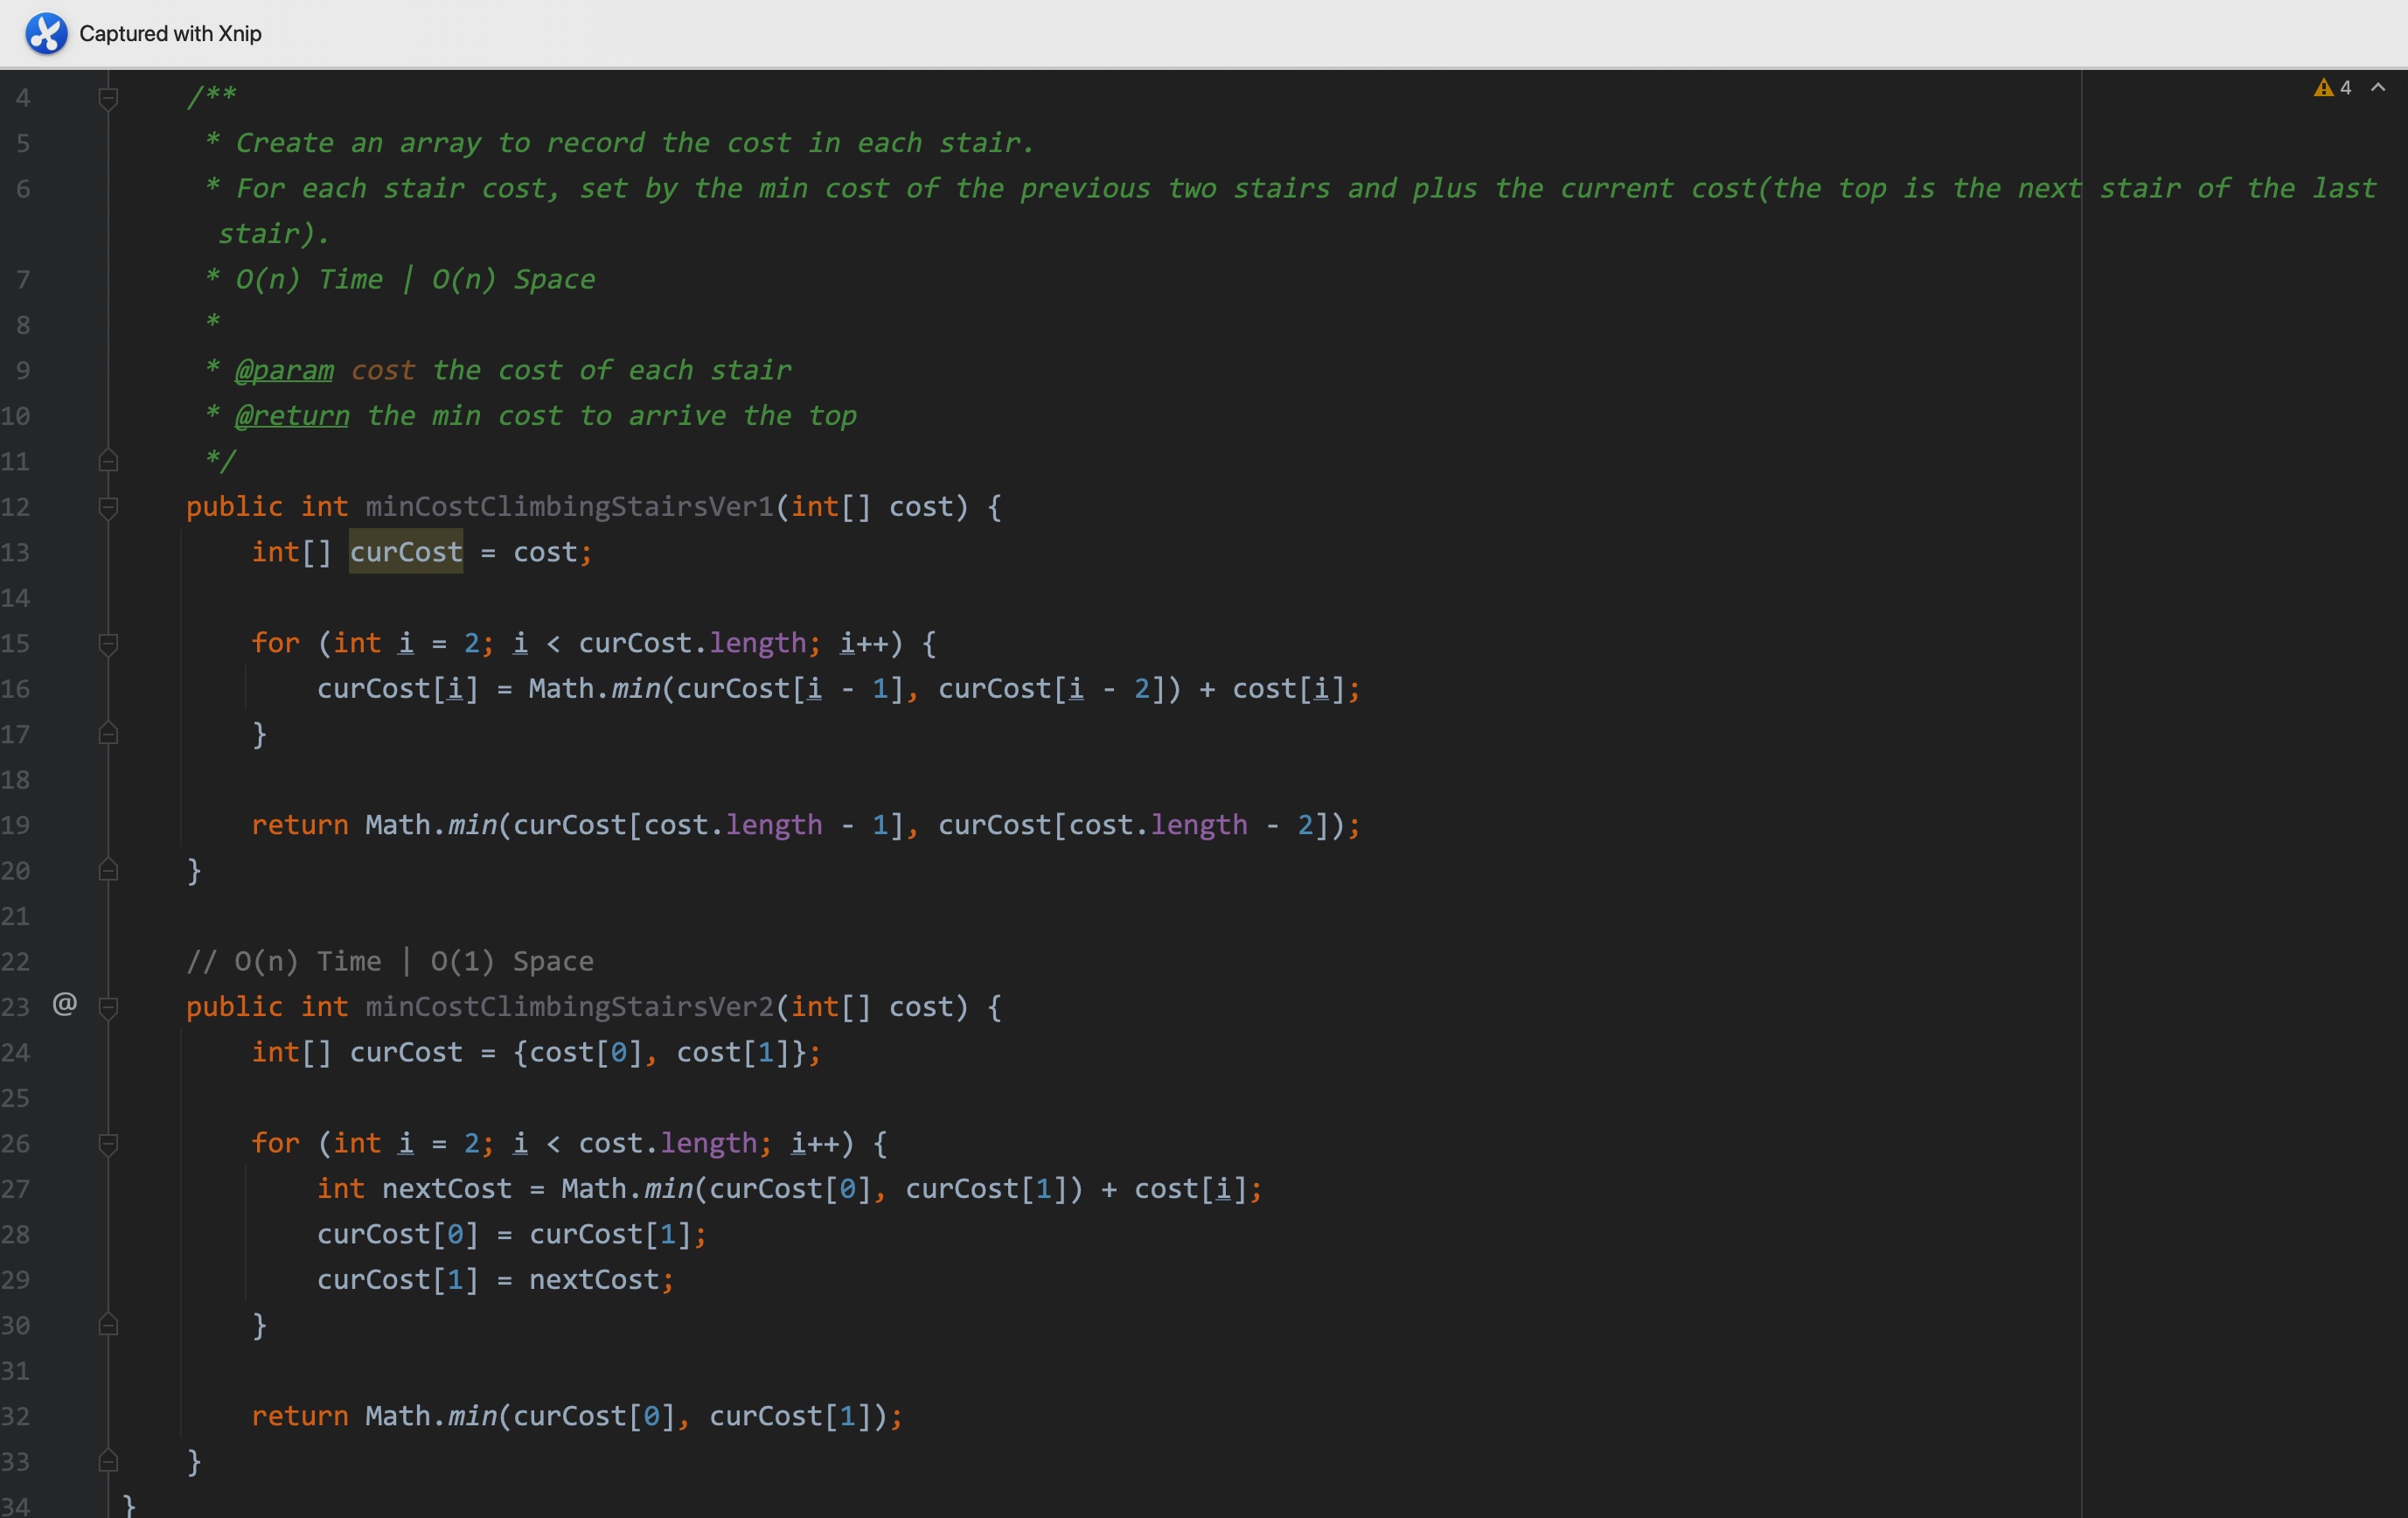 Captured with Xnip
4 /**
5 * Create an array to record the cost in each stair.
6 * For each stair cost, set by the min cost of the previous two stairs and plus the current cost(the top is the next stair of the last
stair).
7 * O(n) Time | O(n) Space
8 *
9 * @param cost the cost of each stair
10 * @return the min cost to arrive the top
11 */
12 public int minCostClimbingStairsVer1(int[] cost) {
13 int[] curCost = cost;
14
15 for (int i = 2; i < curCost.length; i++) {
16 curCost[i] = Math.min(curCost[i - 1], curCost[i - 2]) + cost[i];
17 }
18
19 return Math.min(curCost[cost.length - 1], curCost[cost.length - 2]);
20 }
21
22 // O(n) Time | O(1) Space
23 @ public int minCostClimbingStairsVer2(int[] cost) {
24 int[] curCost = {cost[0], cost[1]};
25
26 for (int i = 2; i < cost.length; i++) {
27 int nextCost = Math.min(curCost[0], curCost[1]) + cost[i];
28 curCost[0] = curCost[1];
29 curCost[1] = nextCost;
30 }
31
32 return Math.min(curCost[0], curCost[1]);
33 }
34 }
4